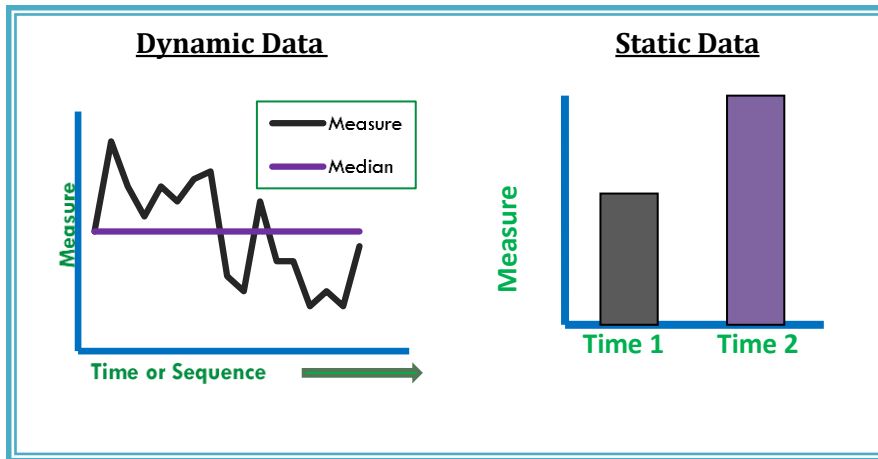 Dynamic Data
Static Data
Measure
Median
Measure
Time or Sequence
Measure
Time 1
Time 2